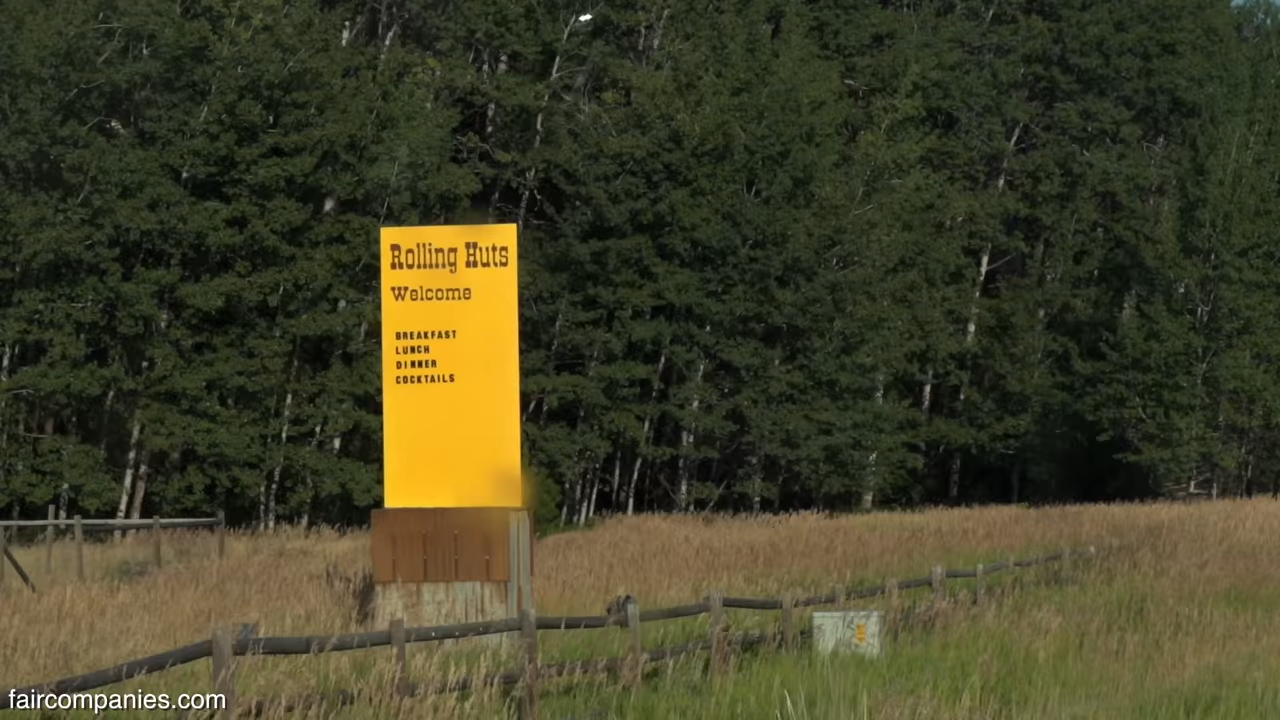 Rolling Huts
Welcome
BREAKFAST
LUNCH
DINNER
COCKTAILS
faircompanies.com